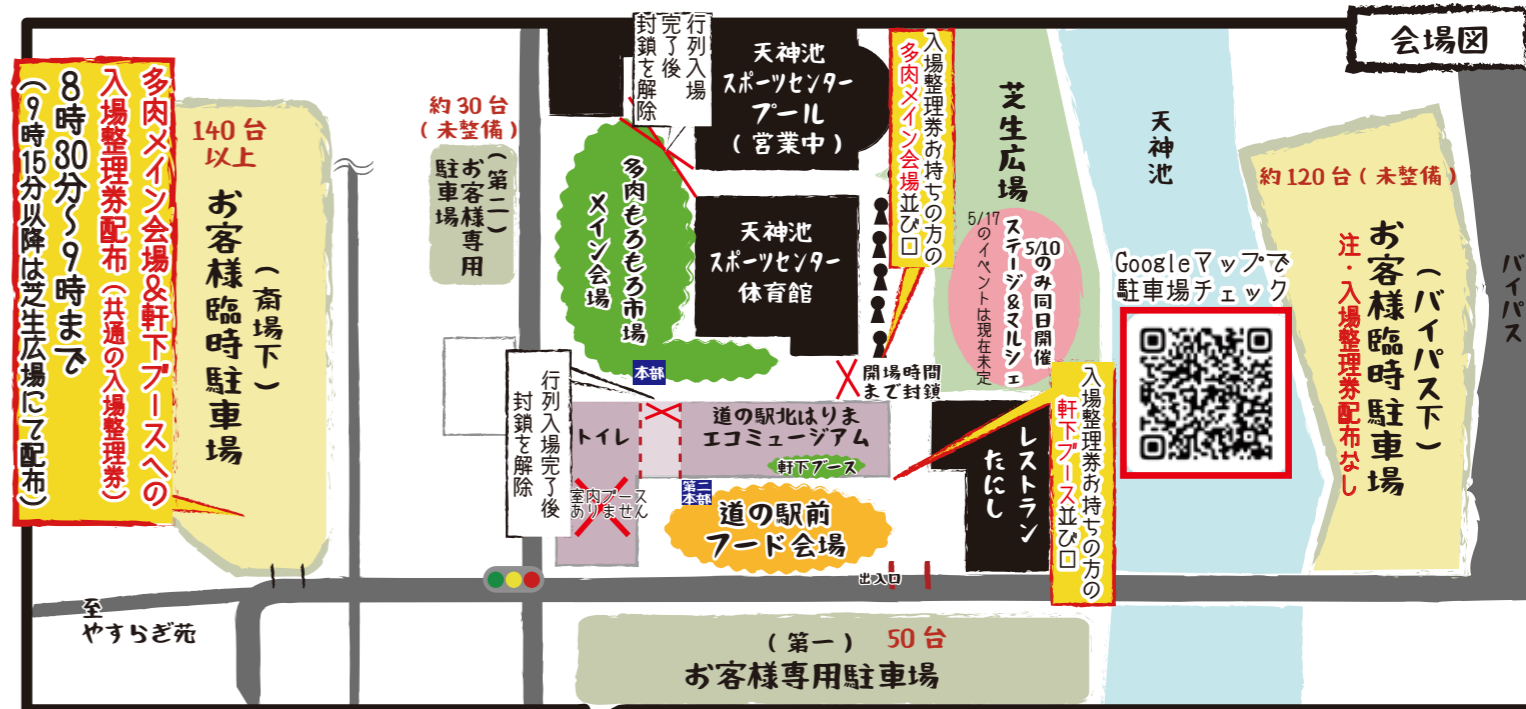 会場図
多肉メイン会場&軒下ブースへの
入場整理券配布（共通の入場整理券）
8時30分～9時まで
（9時15分以降は芝生広場にて配布）
140台
以上
（斎場下）
お客様臨時駐車場
約30台
（未整備）
（第二）
お客様専用
駐車場
行列入場
完了後
封鎖を解除
天神池
スポーツセンター
プール
（営業中）
多肉もろもろ市場
メイン会場
天神池
スポーツセンター
体育館
入場整理券お持ちの方の
多肉メイン会場並び口
芝生広場
5/10のみ同日開催
ステージ&マルシェ
5/17
のイベントは現在未定
天神池
Googleマップで
駐車場チェック
約120台（未整備）
（バイパス下）
お客様臨時駐車場
注・入場整理券配布なし
バイパス
本部
開場時間
まで封鎖
行列入場完了後
封鎖を解除
トイレ
室内ブース
ありません
道の駅北はりま
エコミュージアム
軒下ブース
第二
本部
道の駅前
フード会場
レストラン
たにし
入場整理券お持ちの方の
軒下ブース並び口
出入口
至
やすらぎ苑
（第一） 50台
お客様専用駐車場